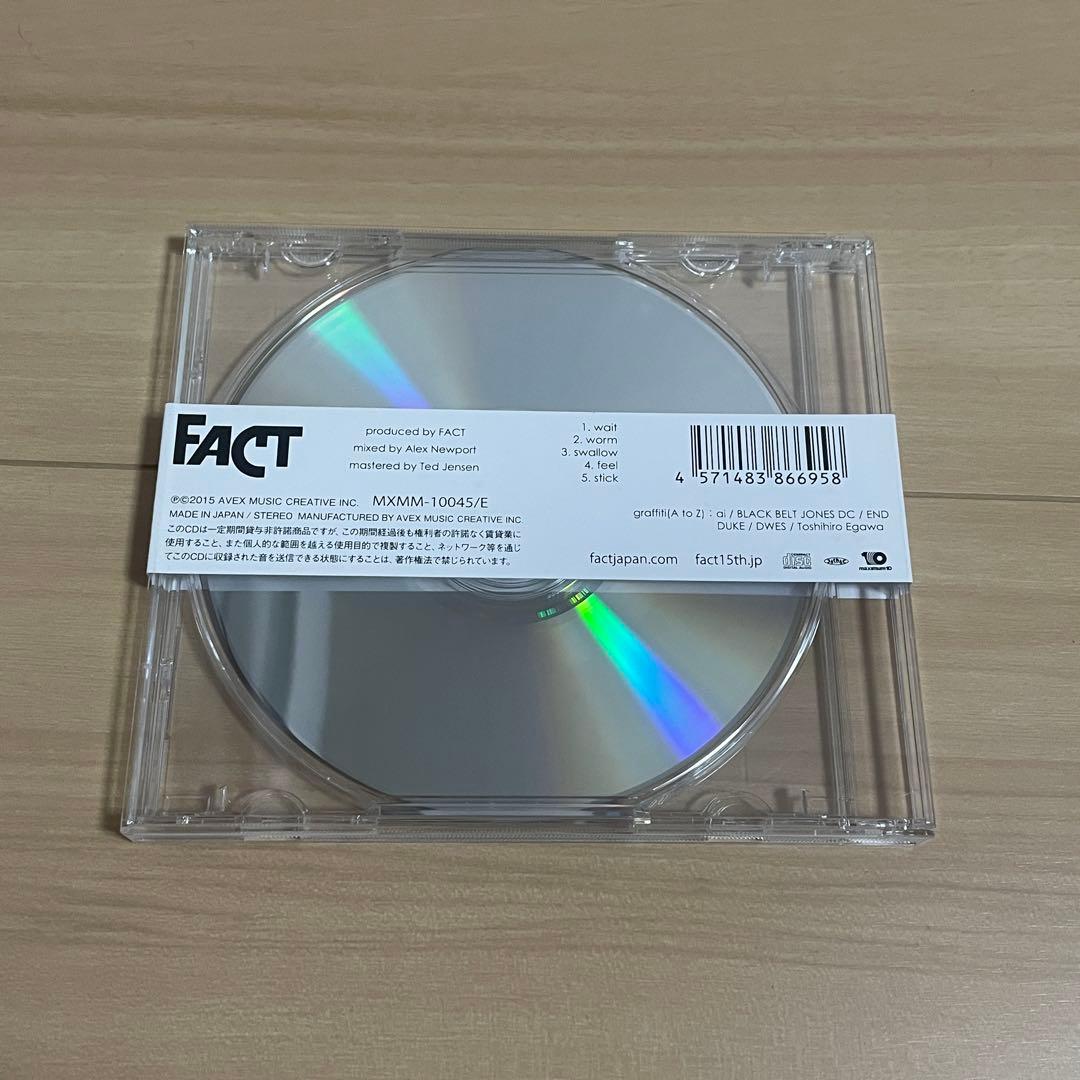 FACT
produced by FACT
mixed by Alex Newport
mastered by Ted Jensen
1. wait
2. worm
3. swallow
4. feel
5. stick
4 571483 866958
℗©2015 AVEX MUSIC CREATIVE INC. MXMM-10045/E
MADE IN JAPAN / STEREO MANUFACTURED BY AVEX MUSIC CREATIVE INC.
このCDは一定期間貸与非許諾商品ですが、この期間経過後も権利者の許諾なく賃貸業に
使用すること、また個人的な範囲を越える使用目的で複製すること、ネットワーク等を通じ
てこのCDに収録された音を送信できる状態にすることは、著作権法で禁じられています。
graffiti(A to Z) : ai / BLACK BELT JONES DC / END
DUKE / DWES / Toshihiro Egawa
factjapan.com fact15th.jp
disc
DIGITAL AUDIO
maximum10